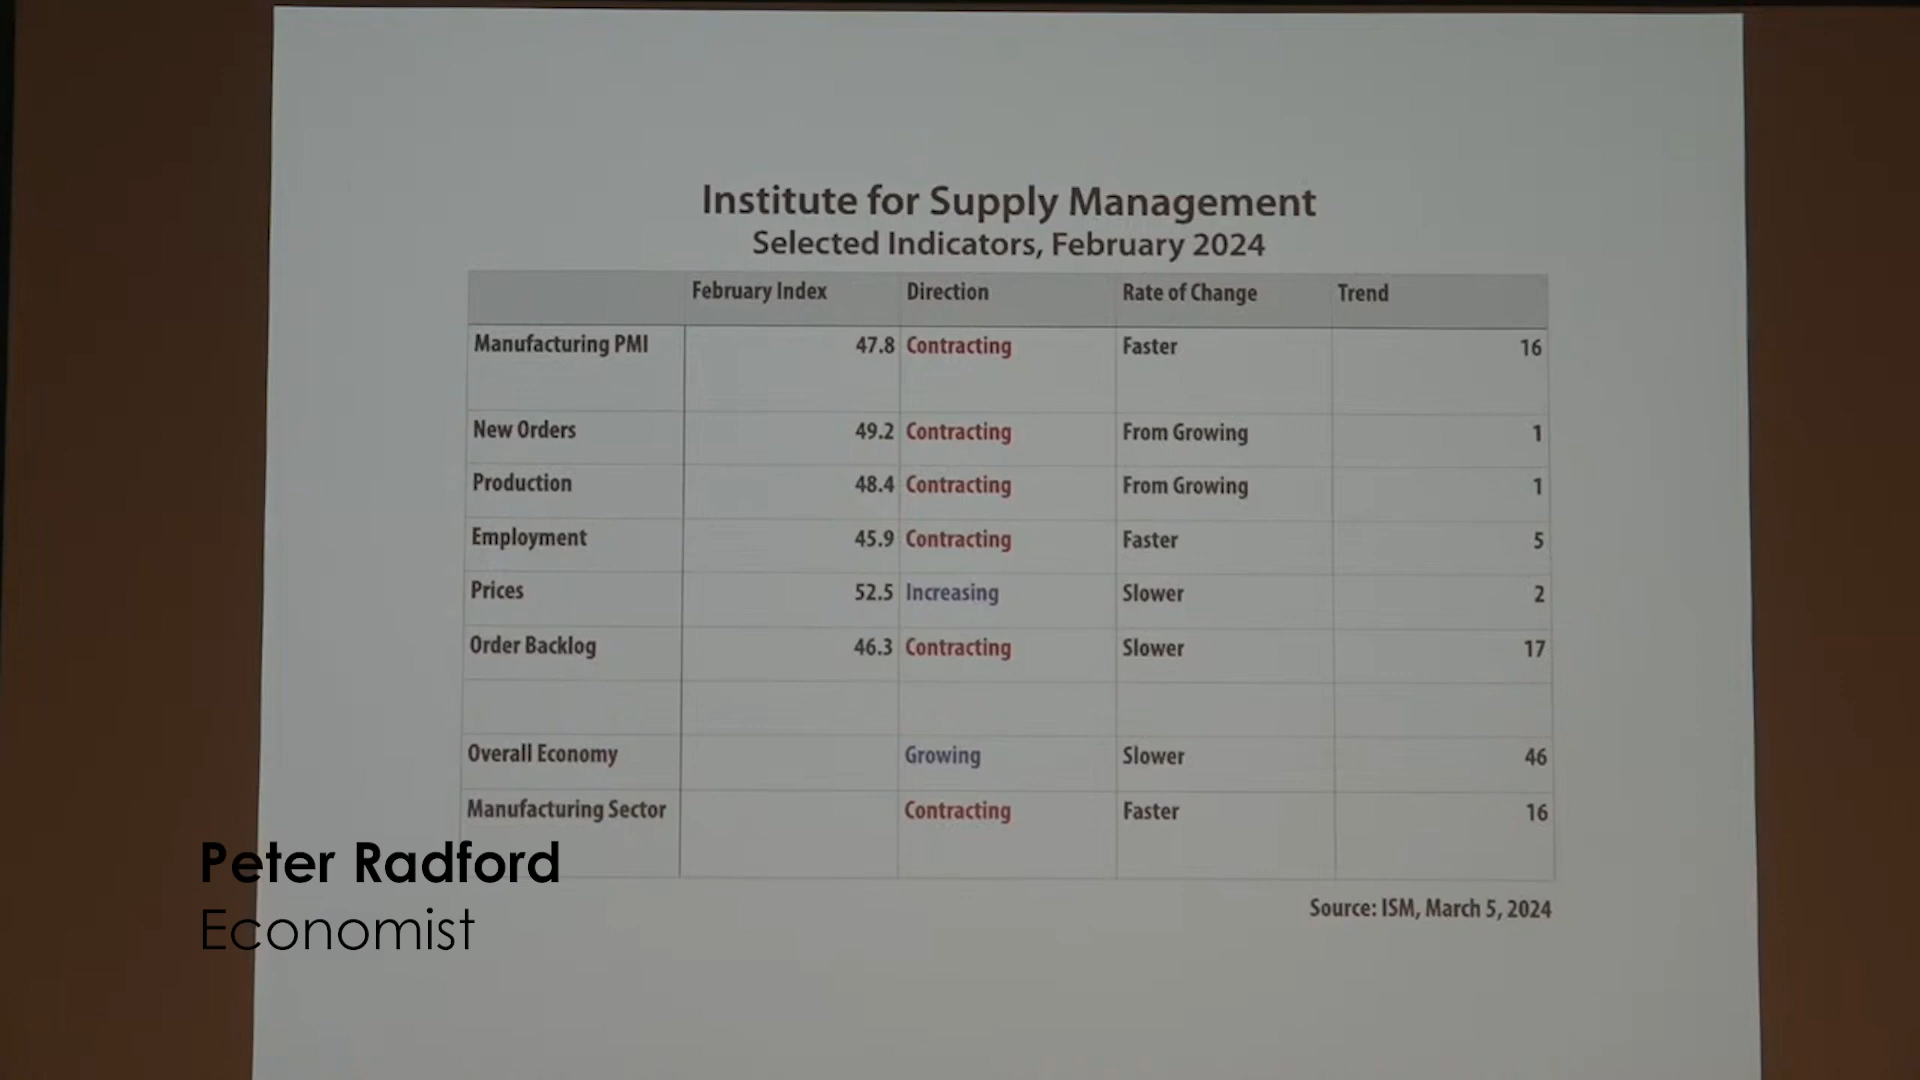 Institute for Supply Management
Selected Indicators, February 2024
February Index Direction Rate of Change Trend
Manufacturing PMI 47.8 Contracting Faster 16
New Orders 49.2 Contracting From Growing 1
Production 48.4 Contracting From Growing 1
Employment 45.9 Contracting Faster 5
Prices 52.5 Increasing Slower 2
Order Backlog 46.3 Contracting Slower 17
Overall Economy Growing Slower 46
Manufacturing Sector Contracting Faster 16
Peter Radford
Economist
Source: ISM, March 5, 2024